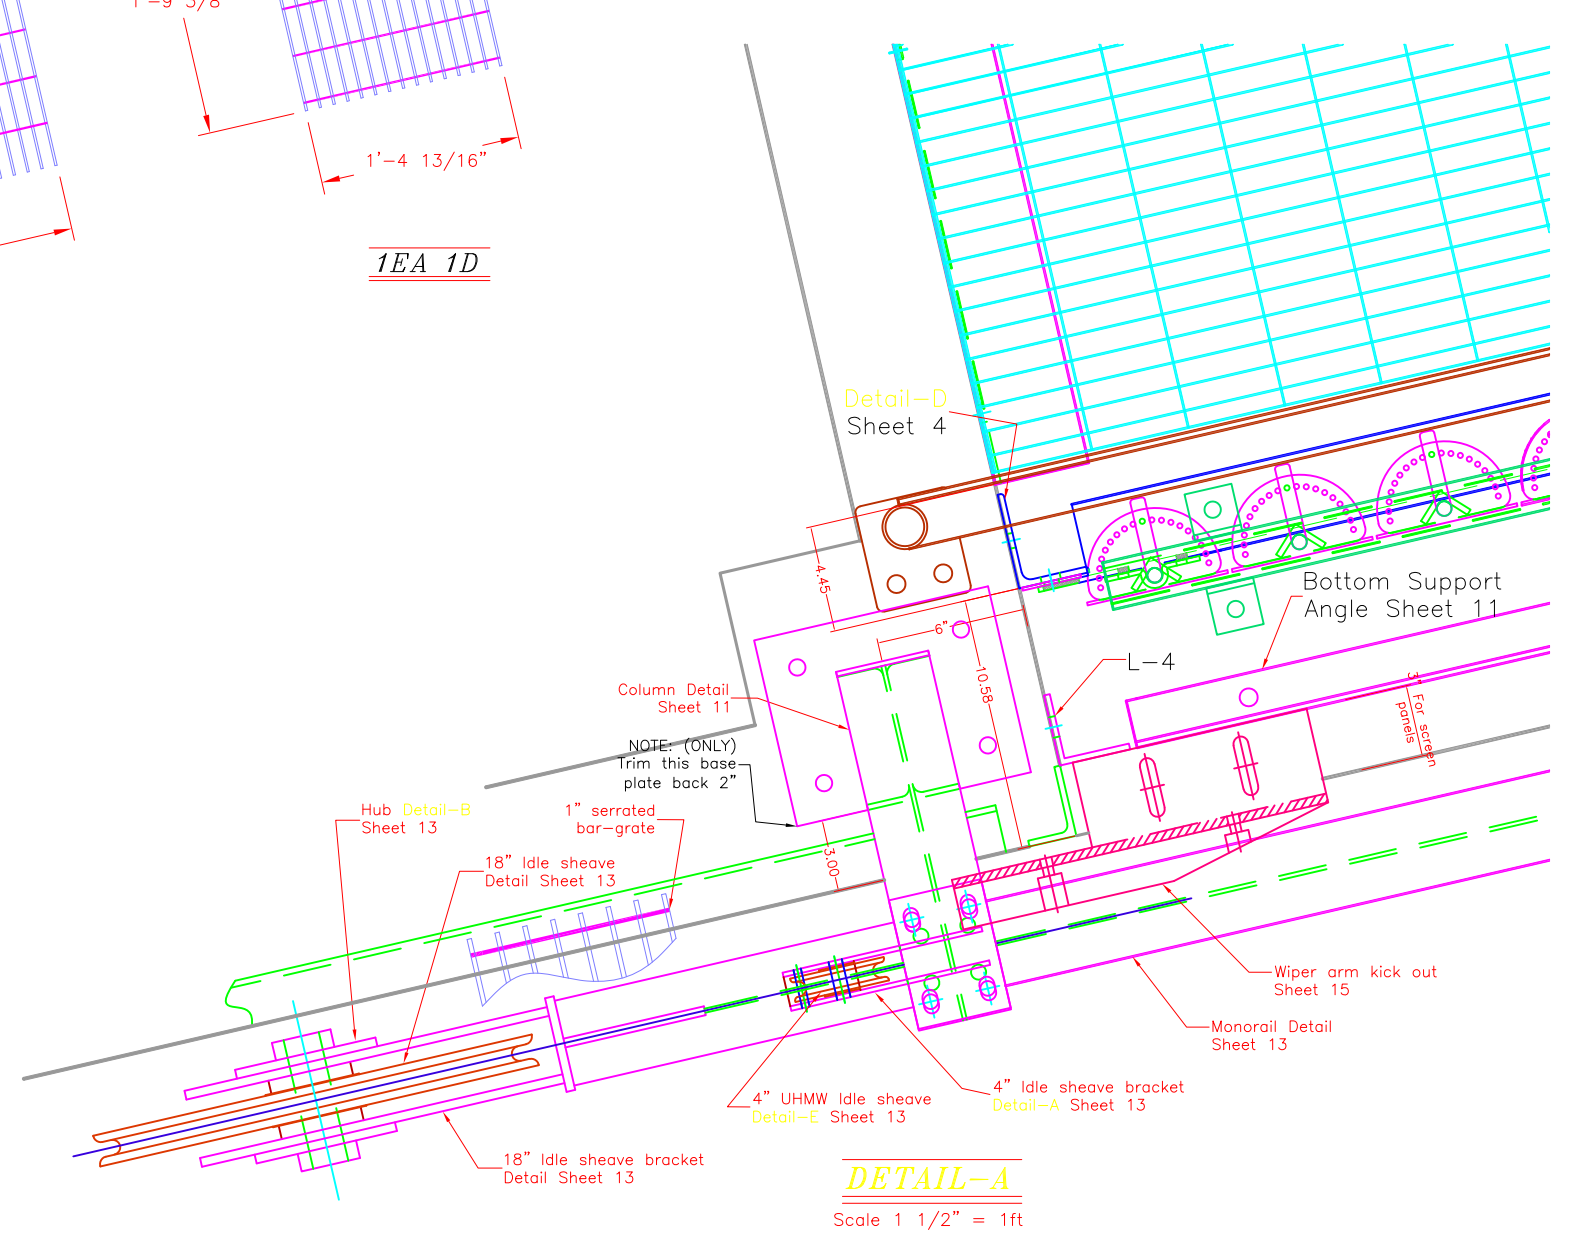 1'-4 13/16"
1EA 1D
Detail-D
Sheet 4
4.45
6"
10.58
Bottom Support
Angle Sheet 11
L-4
3" For screen
panels
Column Detail
Sheet 11
NOTE: (ONLY)
Trim this base
plate back 2"
Hub Detail-B
Sheet 13
1" serrated
bar-grate
18" Idle sheave
Detail Sheet 13
3.00
Wiper arm kick out
Sheet 15
Monorail Detail
Sheet 13
4" UHMW Idle sheave
Detail-E Sheet 13
4" Idle sheave bracket
Detail-A Sheet 13
18" Idle sheave bracket
Detail Sheet 13
DETAIL-A
Scale 1 1/2" = 1ft